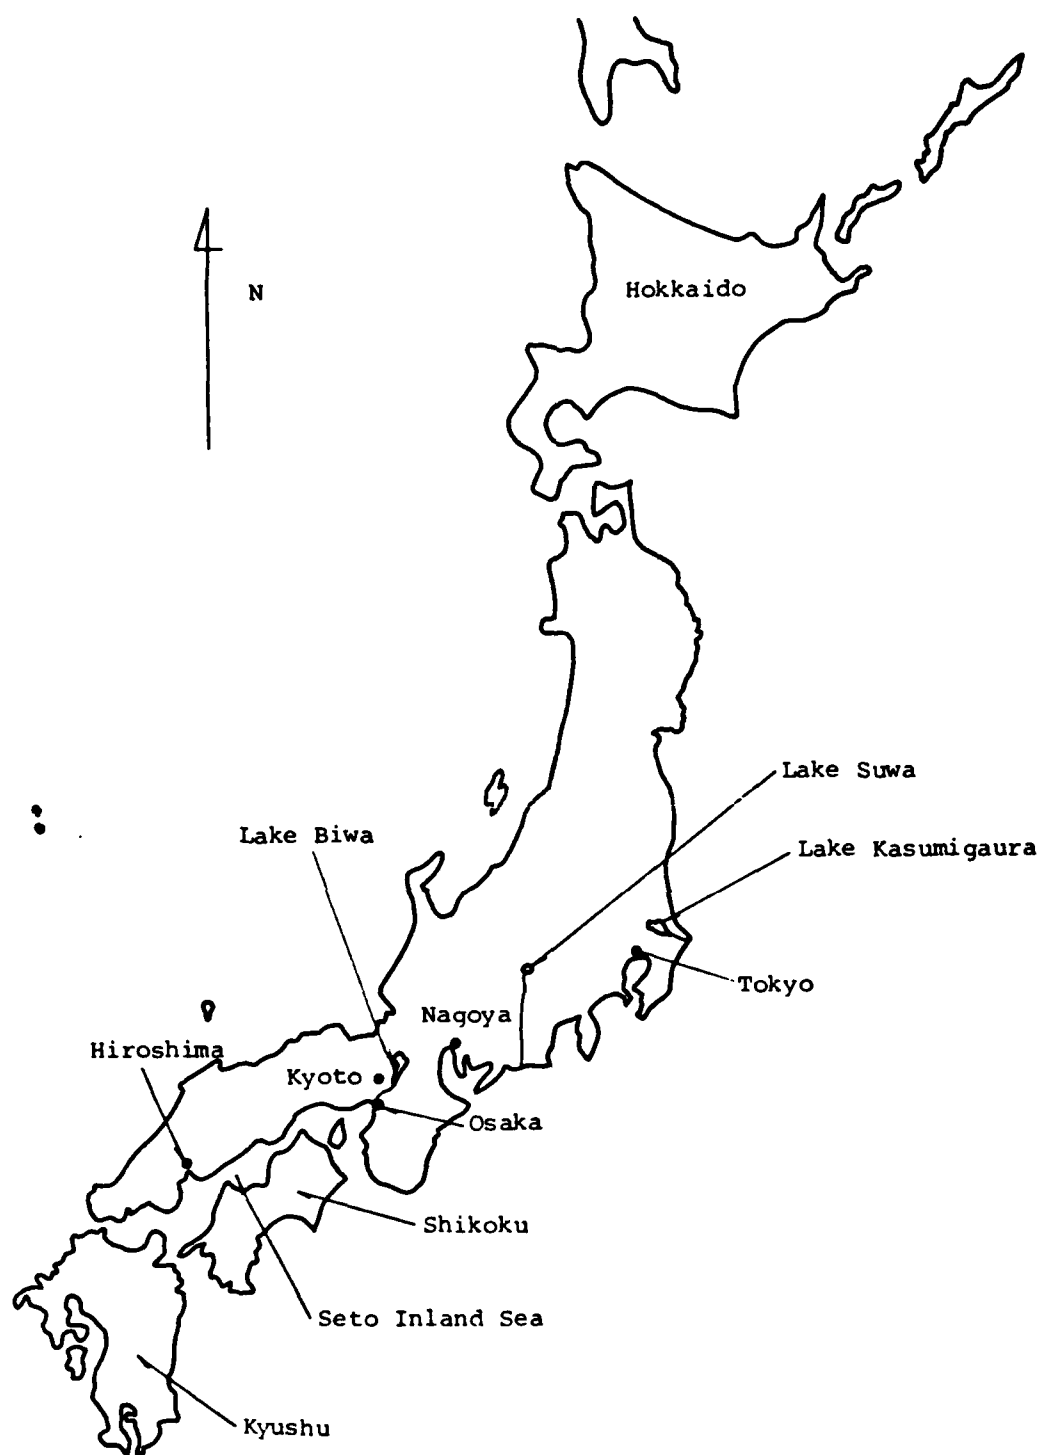 N
Hokkaido
Lake Suwa
Lake Biwa
Lake Kasumigaura
Tokyo
Nagoya
Hiroshima
Kyoto
Osaka
Shikoku
Seto Inland Sea
Kyushu